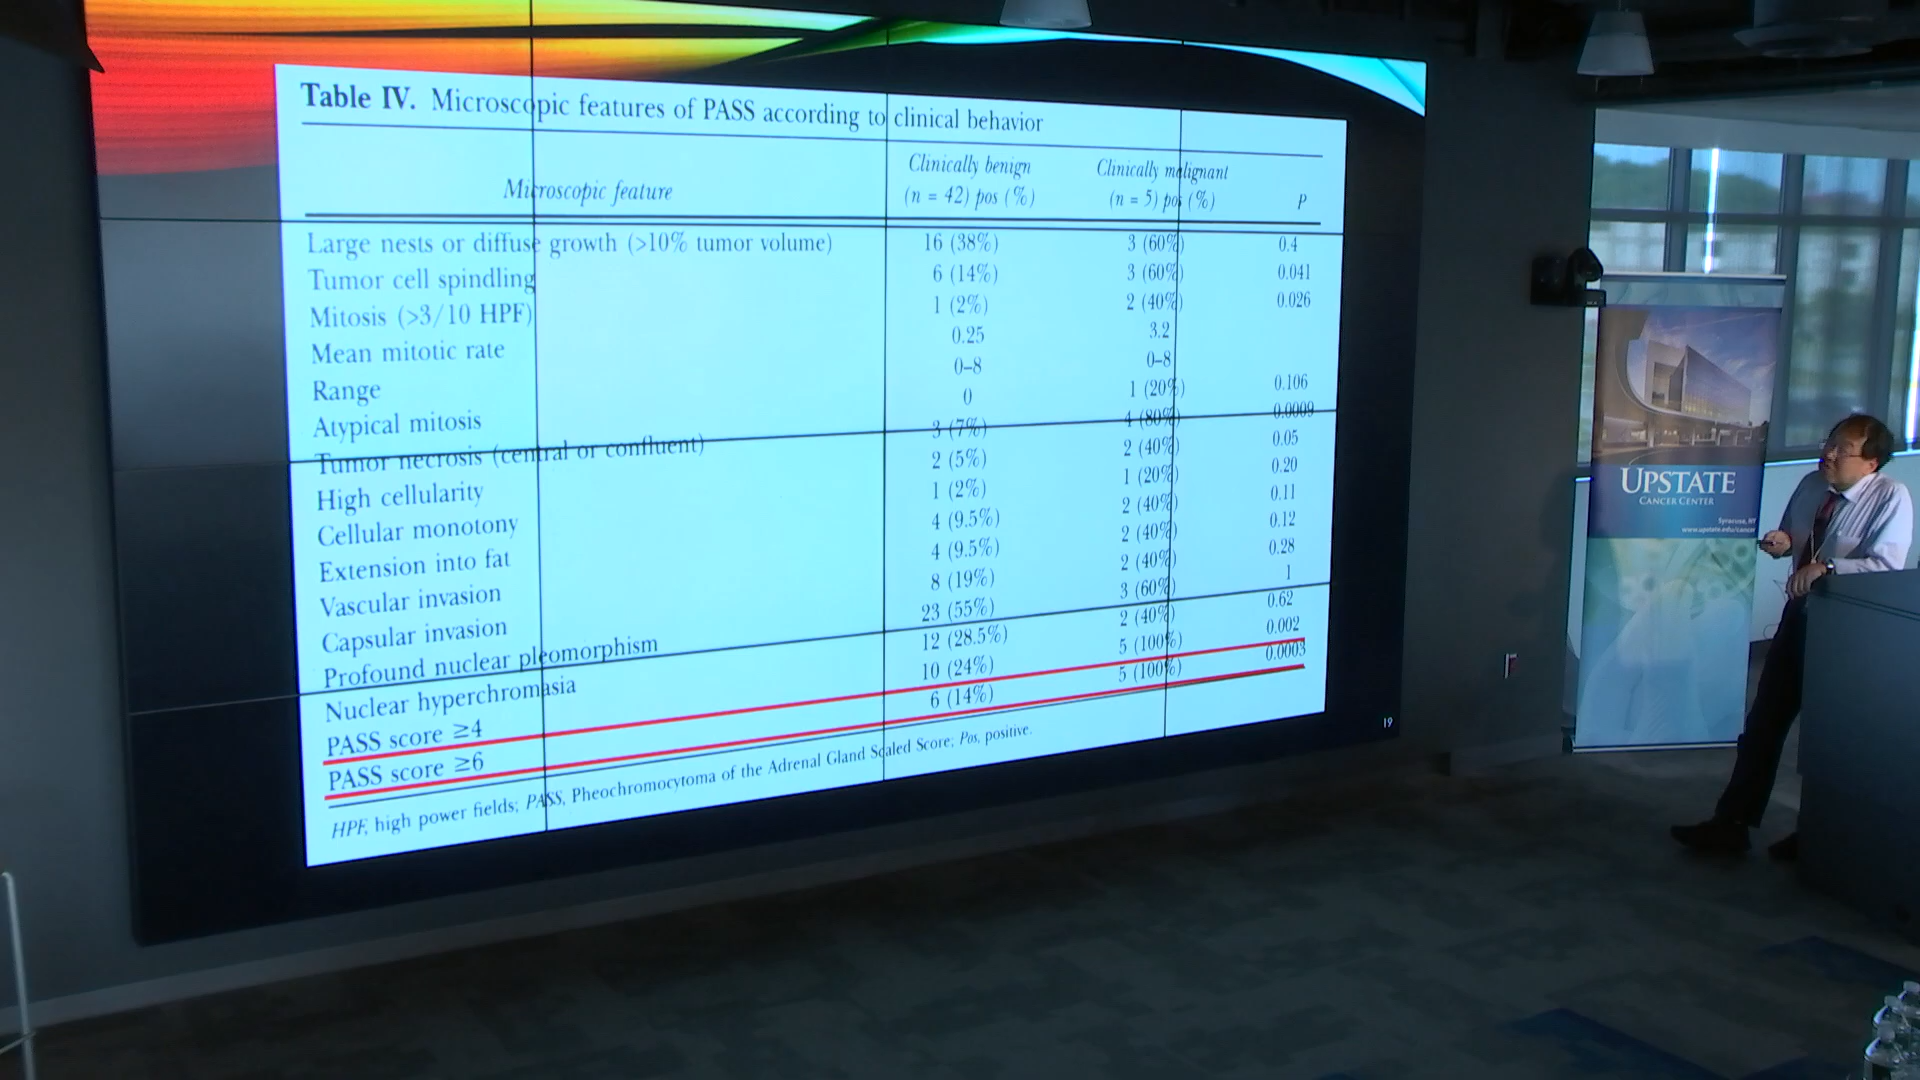 Table IV. Microscopic features of PASS according to clinical behavior
Microscopic feature Clinically benign (n = 42) pos (%) Clinically malignant (n = 5) pos (%) P
Large nests or diffuse growth (>10% tumor volume) 16 (38%) 3 (60%) 0.4
Tumor cell spindling 6 (14%) 3 (60%) 0.041
Mitosis (>3/10 HPF) 1 (2%) 2 (40%) 0.026
Mean mitotic rate 0.25 3.2
Range 0–8 0–8
Atypical mitosis 0 1 (20%) 0.106
Tumor necrosis (central or confluent) 3 (7%) 4 (80%) 0.0009
High cellularity 2 (5%) 2 (40%) 0.05
Cellular monotony 1 (2%) 1 (20%) 0.20
Extension into fat 4 (9.5%) 2 (40%) 0.11
Vascular invasion 4 (9.5%) 2 (40%) 0.12
Capsular invasion 8 (19%) 2 (40%) 0.28
Profound nuclear pleomorphism 23 (55%) 3 (60%) 1
Nuclear hyperchromasia 12 (28.5%) 2 (40%) 0.62
PASS score ≥4 10 (24%) 5 (100%) 0.002
PASS score ≥6 6 (14%) 5 (100%) 0.0003
HPF, high power fields; PASS, Pheochromocytoma of the Adrenal Gland Scaled Score; Pos, positive.
19
UPSTATE
CANCER CENTER
Syracuse, NY
www.upstate.edu/cancer